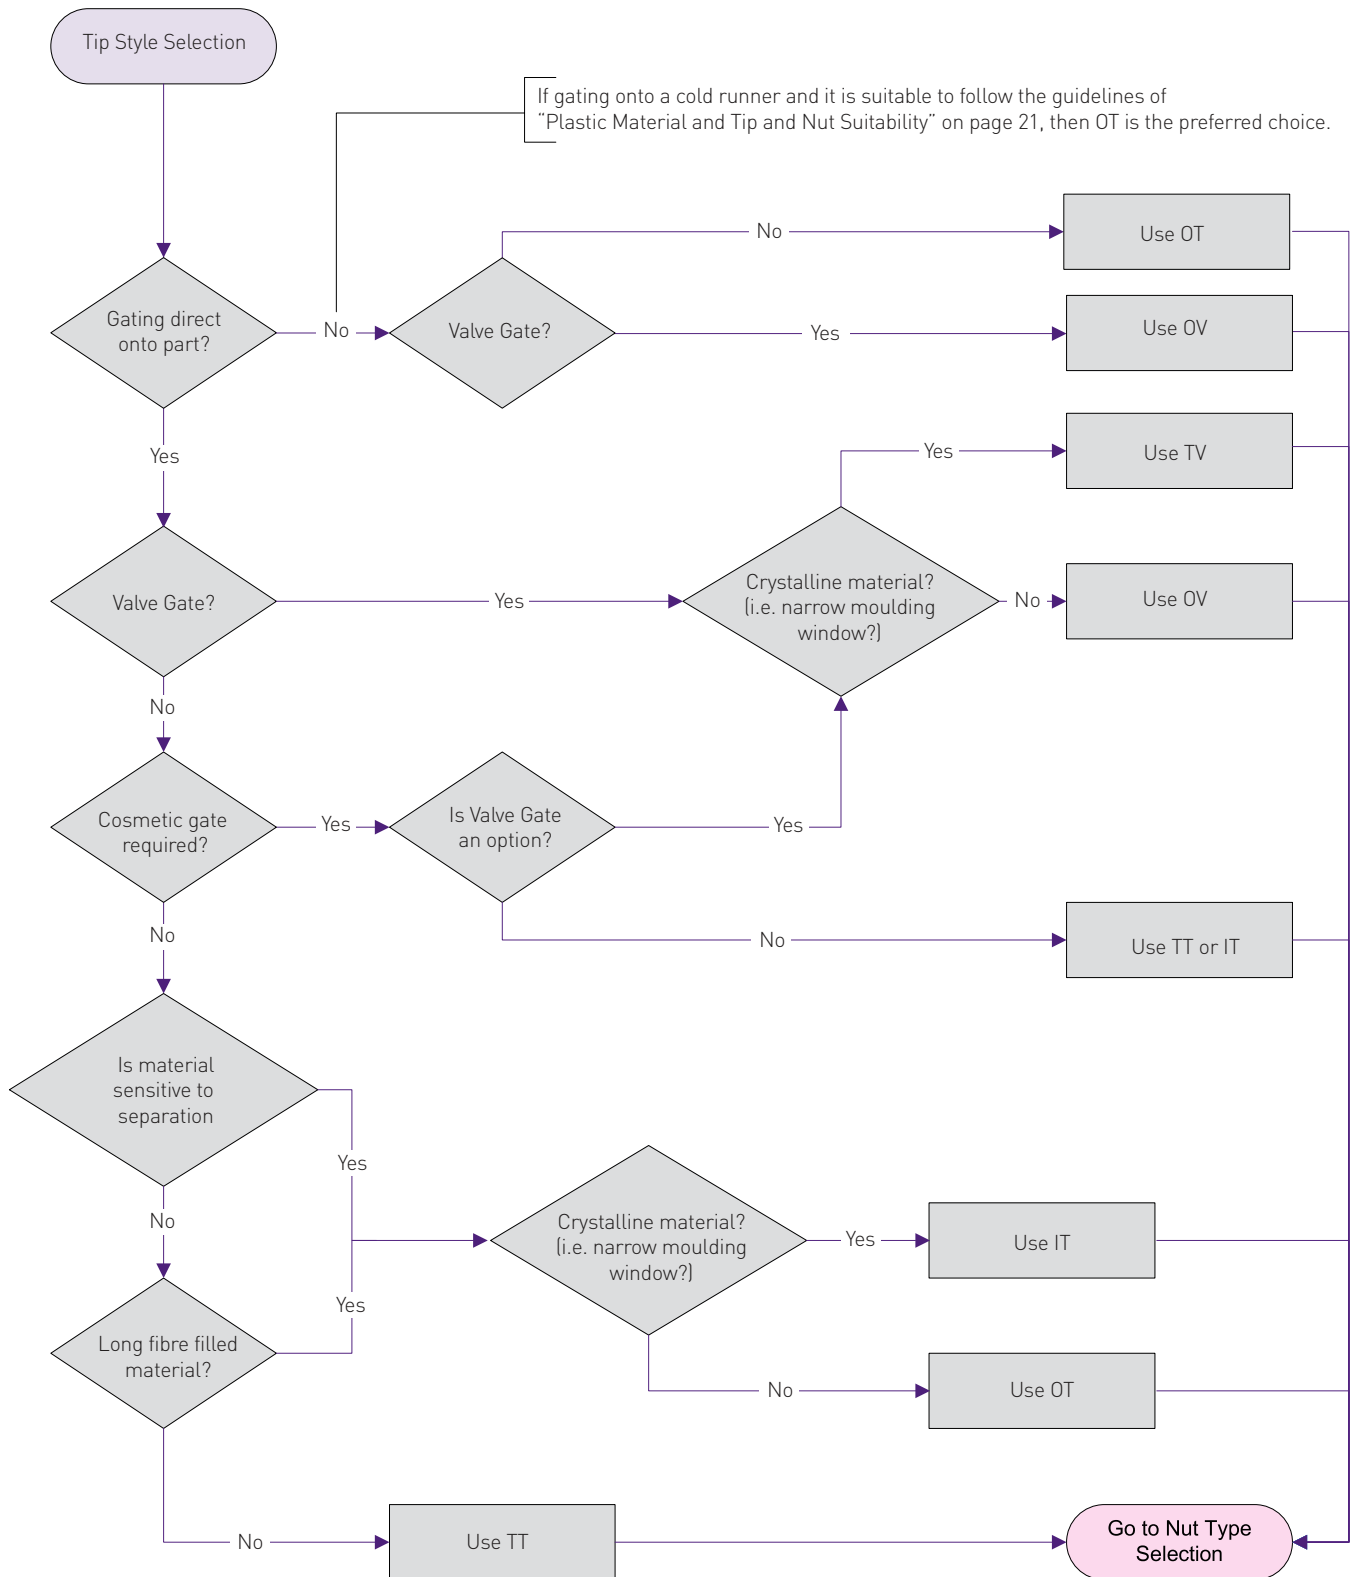 Tip Style Selection
If gating onto a cold runner and it is suitable to follow the guidelines of
“Plastic Material and Tip and Nut Suitability” on page 21, then OT is the preferred choice.
No
Use OT
Gating direct
onto part?
No
Valve Gate?
Yes
Use OV
Yes
Yes
Use TV
Valve Gate?
Yes
Crystalline material?
(i.e. narrow moulding
window?)
No
Use OV
No
Cosmetic gate
required?
Yes
Is Valve Gate
an option?
Yes
No
No
Use TT or IT
Is material
sensitive to
separation
Yes
No
Crystalline material?
(i.e. narrow moulding
window?)
Yes
Use IT
Yes
Long fibre filled
material?
No
Use OT
No
Use TT
Go to Nut Type
Selection